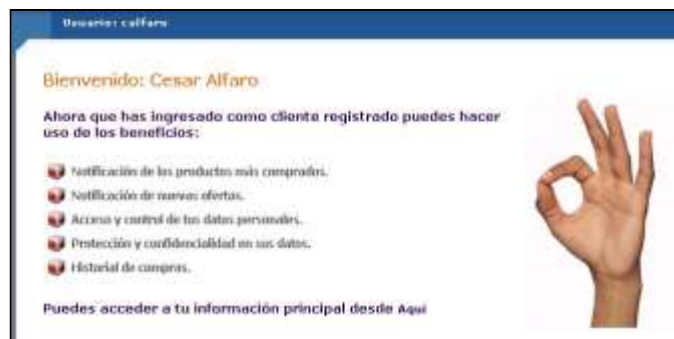 Usuario: calfaro
Bienvenido: Cesar Alfaro
Ahora que has ingresado como cliente registrado puedes hacer
uso de los beneficios:
Notificación de los productos más comprados.
Notificación de nuevas ofertas.
Acceso y control de tus datos personales.
Protección y confidencialidad en sus datos.
Historial de compras.
Puedes acceder a tu información principal desde Aqui